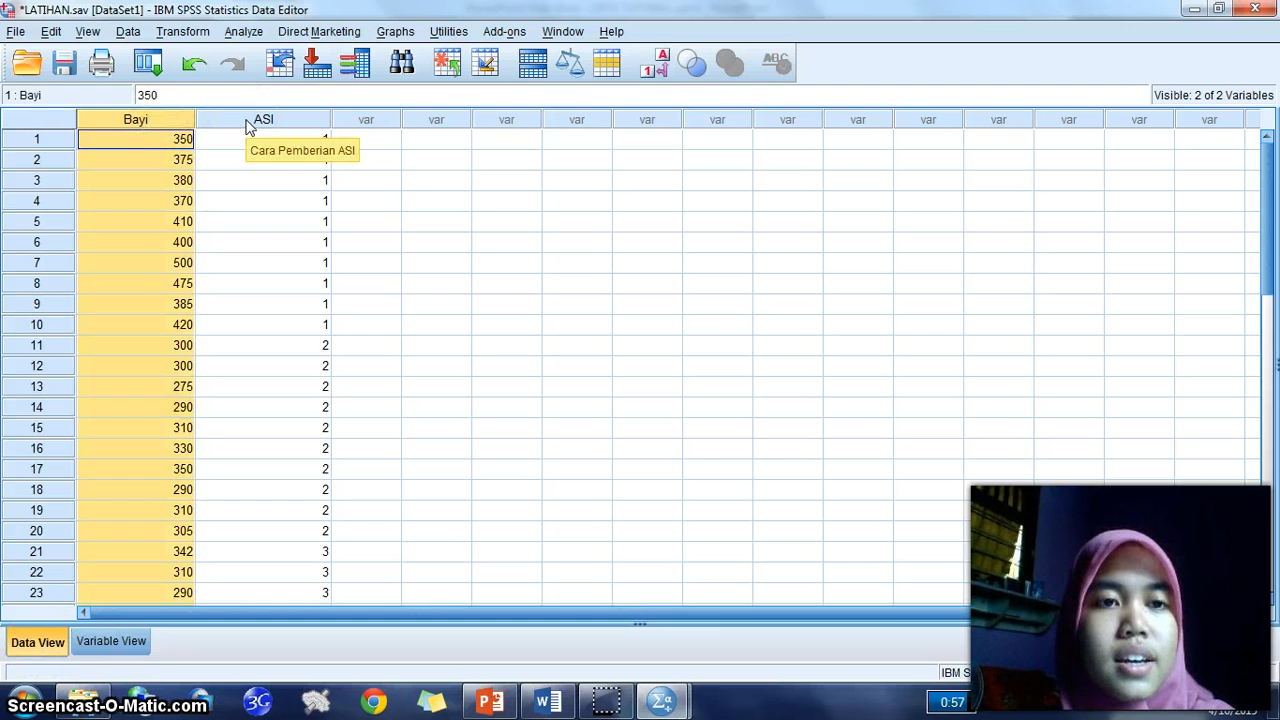 *LATIHAN.sav [DataSet1] - IBM SPSS Statistics Data Editor
File Edit View Data Transform Analyze Direct Marketing Graphs Utilities Add-ons Window Help
1 : Bayi 350 Visible: 2 of 2 Variables
Bayi ASI var var var var var var var var var var var var var
Cara Pemberian ASI
1 350
2 375
3 380 1
4 370 1
5 410 1
6 400 1
7 500 1
8 475 1
9 385 1
10 420 1
11 300 2
12 300 2
13 275 2
14 290 2
15 310 2
16 330 2
17 350 2
18 290 2
19 310 2
20 305 2
21 342 3
22 310 3
23 290 3
Data View Variable View
IBM S
Screencast-O-Matic.com
0:57